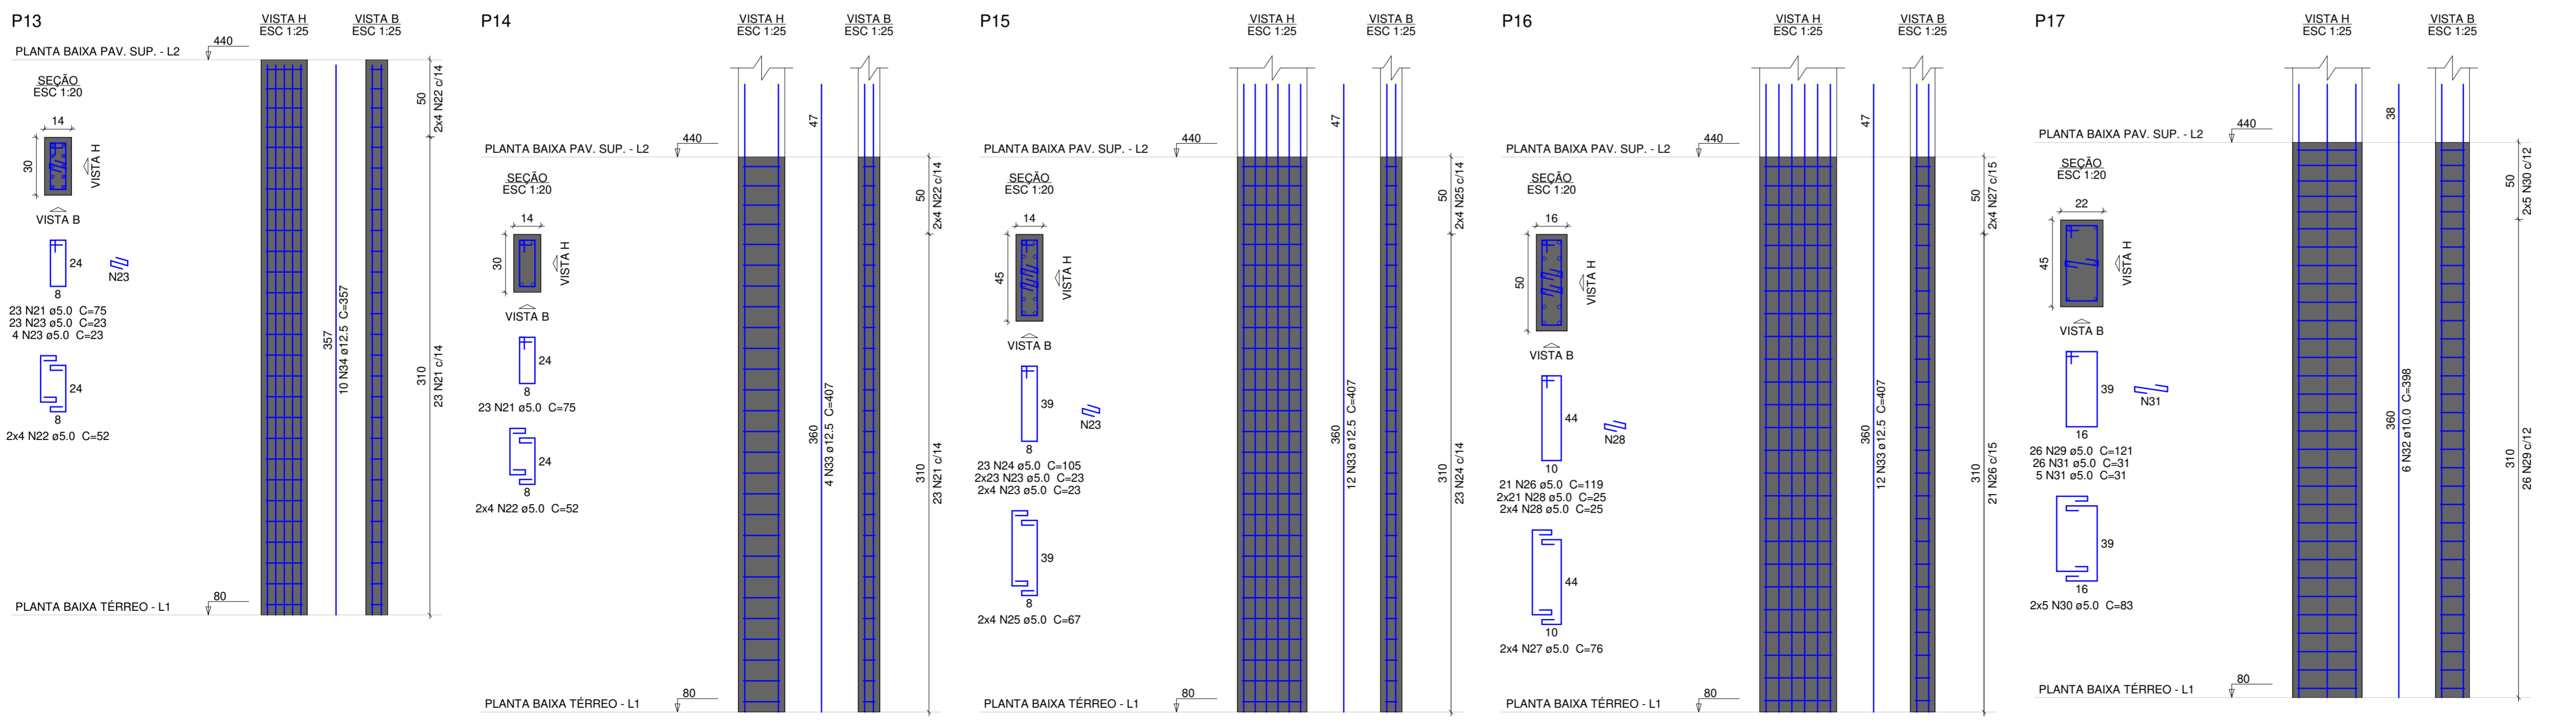 P13
VISTA H
ESC 1:25
VISTA B
ESC 1:25
PLANTA BAIXA PAV. SUP. - L2
440
SEÇÃO
ESC 1:20
14
30
VISTA H
VISTA B
24
8
N23
23 N21 ø5.0 C=75
23 N23 ø5.0 C=23
4 N23 ø5.0 C=23
24
8
2x4 N22 ø5.0 C=52
357
10 N34 ø12.5 C=357
50
2x4 N22 c/14
310
23 N21 c/14
PLANTA BAIXA TÉRREO - L1
80
P14
VISTA H
ESC 1:25
VISTA B
ESC 1:25
47
PLANTA BAIXA PAV. SUP. - L2
440
SEÇÃO
ESC 1:20
14
30
VISTA H
VISTA B
24
8
23 N21 ø5.0 C=75
24
8
2x4 N22 ø5.0 C=52
360
4 N33 ø12.5 C=407
50
2x4 N22 c/14
310
23 N21 c/14
PLANTA BAIXA TÉRREO - L1
80
P15
VISTA H
ESC 1:25
VISTA B
ESC 1:25
47
PLANTA BAIXA PAV. SUP. - L2
440
SEÇÃO
ESC 1:20
14
45
VISTA H
VISTA B
39
8
N23
23 N24 ø5.0 C=105
2x23 N23 ø5.0 C=23
2x4 N23 ø5.0 C=23
39
8
2x4 N25 ø5.0 C=67
360
12 N33 ø12.5 C=407
50
2x4 N25 c/14
310
23 N24 c/14
PLANTA BAIXA TÉRREO - L1
80
P16
VISTA H
ESC 1:25
VISTA B
ESC 1:25
47
PLANTA BAIXA PAV. SUP. - L2
440
SEÇÃO
ESC 1:20
16
50
VISTA H
VISTA B
44
10
N28
21 N26 ø5.0 C=119
2x21 N28 ø5.0 C=25
2x4 N28 ø5.0 C=25
44
10
2x4 N27 ø5.0 C=76
360
12 N33 ø12.5 C=407
50
2x4 N27 c/15
310
21 N26 c/15
PLANTA BAIXA TÉRREO - L1
80
P17
VISTA H
ESC 1:25
VISTA B
ESC 1:25
38
PLANTA BAIXA PAV. SUP. - L2
440
SEÇÃO
ESC 1:20
22
45
VISTA H
VISTA B
39
16
N31
26 N29 ø5.0 C=121
26 N31 ø5.0 C=31
5 N31 ø5.0 C=31
39
16
2x5 N30 ø5.0 C=83
360
6 N32 ø10.0 C=398
50
2x5 N30 c/12
310
26 N29 c/12
PLANTA BAIXA TÉRREO - L1
80